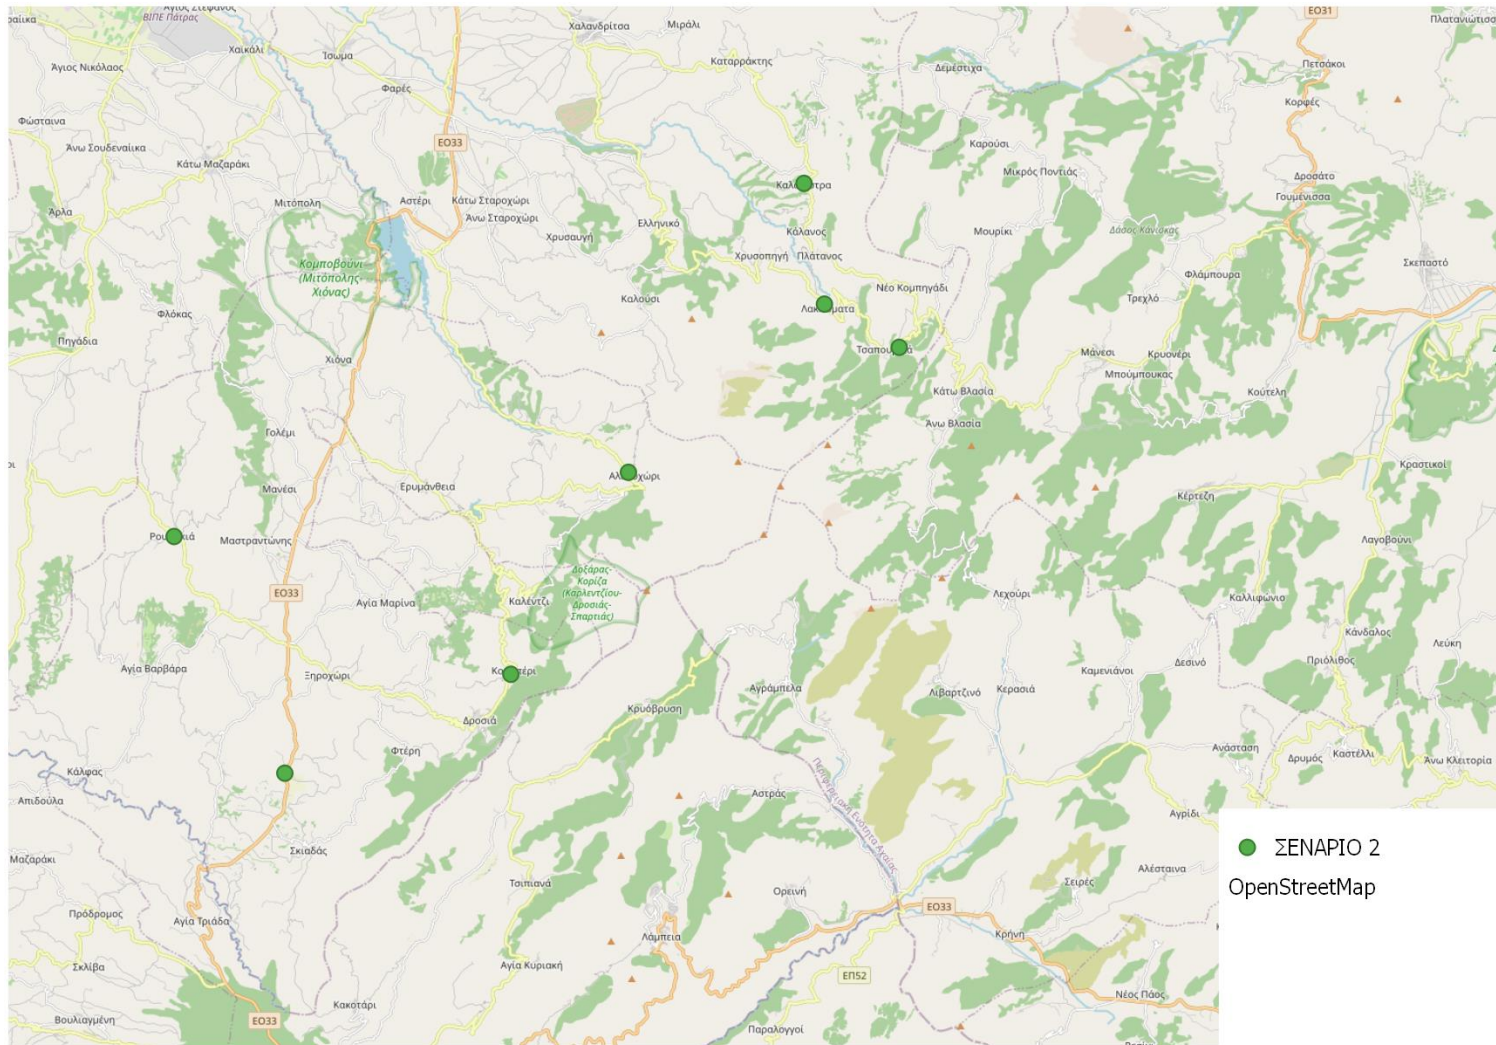 Άγιος Στέφανος
ΕΟ31
ΒΙΠΕ Πάτρας
Πλατανιώτισσ
Χαλανδρίτσα
Μιράλι
Χαϊκάλι
Ίσωμα
Καταρράκτης
Πετσάκοι
Άγιος Νικόλαος
Δεμέστιχα
Φαρές
Κορφές
Φώσταινα
ΕΟ33
Άνω Σουδεναίικα
Καρούσι
Κάτω Μαζαράκι
Μικρός Ποντιάς
Δροσάτο
Γουμένισσα
Μιτόπολη
Αστέρι
Κάτω Σταροχώρι
Άρλα
Άνω Σταροχώρι
Ελληνικό
Κάλανος
Μουρίκι
Δάσος Κάνισκας
Χρυσαυγή
Χρυσοπηγή
Πλάτανος
Σκεπαστό
Κομποβούνι
(Μιτόπολης-
Χιόνας)
Φλάμπουρα
Νέο Κομπηγάδι
Καλούσι
Τρεχλό
Φλόκας
Πηγάδια
Χιόνα
Μάνεσι
Κρυονέρι
Μπούμπουκας
Κάτω Βλασία
Κούτελη
Άνω Βλασία
Γολέμι
Κραστικοί
Μανέσι
Ερυμάνθεια
Κέρτεζη
Μαστραντώνης
Λαγοβούνι
Δοξάρας-
Κορίζα
(Καρλεντζίου-
Δροσιάς-
Σπαρτιάς)
ΕΟ33
Αγία Μαρίνα
Καλέντζι
Λεχούρι
Καλλιφώνιο
Κάνδαλος
Λεύκη
Αγία Βαρβάρα
Ξηροχώρι
Πριόλιθος
Δεσινό
Καμενιάνοι
Αγράμπελα
Λιβαρτζινό
Κερασιά
Κρυόβρυση
Δροσιά
Φτέρη
Ανάσταση
Καστέλλι
Δρυμός
Άνω Κλειτορία
Κάλφας
Περιφερειακή Ενότητα Αχαΐας
Αστράς
Απιδούλα
Αγρίδι
Σκιαδάς
Μαζαράκι
Αλέσταινα
Τσιπιανά
Σειρές
Ορεινή
ΕΟ33
Πρόδρομος
Αγία Τριάδα
Κρήνη
Λάμπεια
Σκλίβα
Αγία Κυριακή
ΕΠ52
Νέος Πάος
Κακοτάρι
Βουλιαγμένη
ΕΟ33
Παραλογγοί
ΣΕΝΑΡΙΟ 2
OpenStreetMap